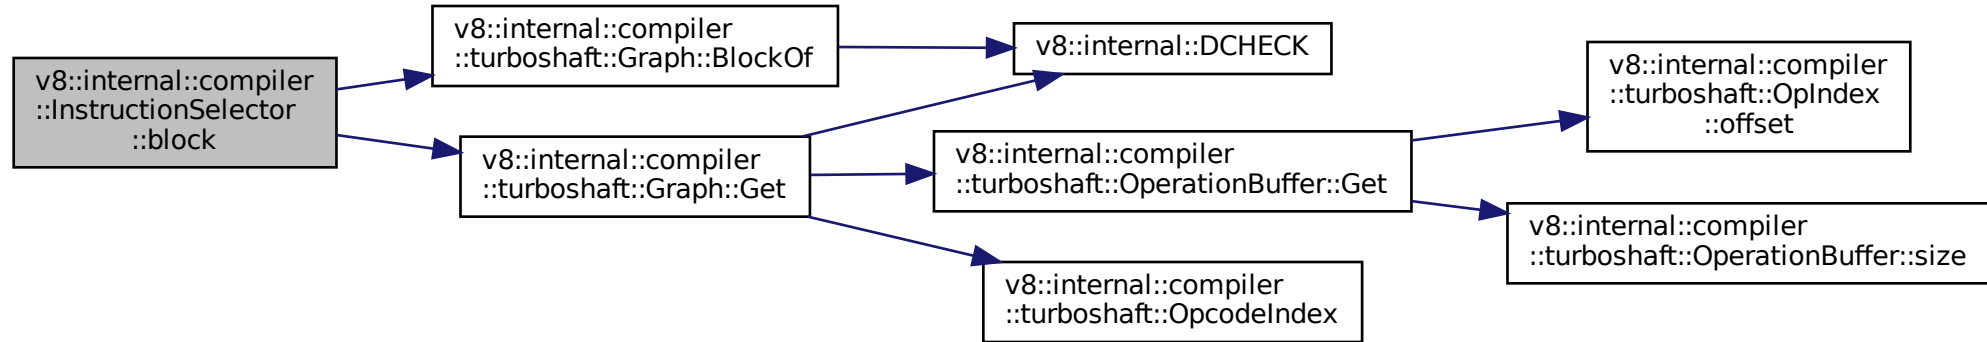 v8::internal::compiler
::InstructionSelector
::block
v8::internal::compiler
::turboshaft::Graph::BlockOf
v8::internal::DCHECK
v8::internal::compiler
::turboshaft::Graph::Get
v8::internal::compiler
::turboshaft::OperationBuffer::Get
v8::internal::compiler
::turboshaft::OpIndex
::offset
v8::internal::compiler
::turboshaft::OperationBuffer::size
v8::internal::compiler
::turboshaft::OpcodeIndex